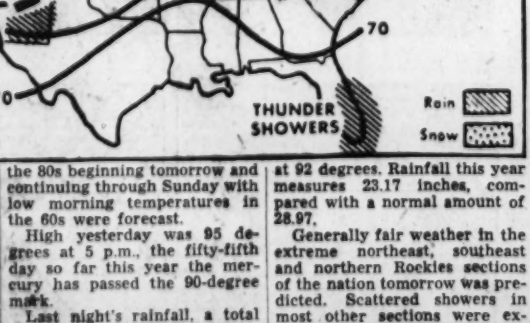 70
0
THUNDER
SHOWERS
Rain
Snow
the 80s beginning tomorrow and
continuing through Sunday with
low morning temperatures in
the 60s were forecast.
High yesterday was 95 de-
grees at 5 p.m., the fifty-fifth
day so far this year the mer-
cury has passed the 90-degree
mark.
Last night's rainfall, a total
at 92 degrees. Rainfall this year
measures 23.17 inches, com-
pared with a normal amount of
28.97.
Generally fair weather in the
extreme northeast, southeast
and northern Rockies sections
of the nation tomorrow was pre-
dicted. Scattered showers in
most other sections were ex-